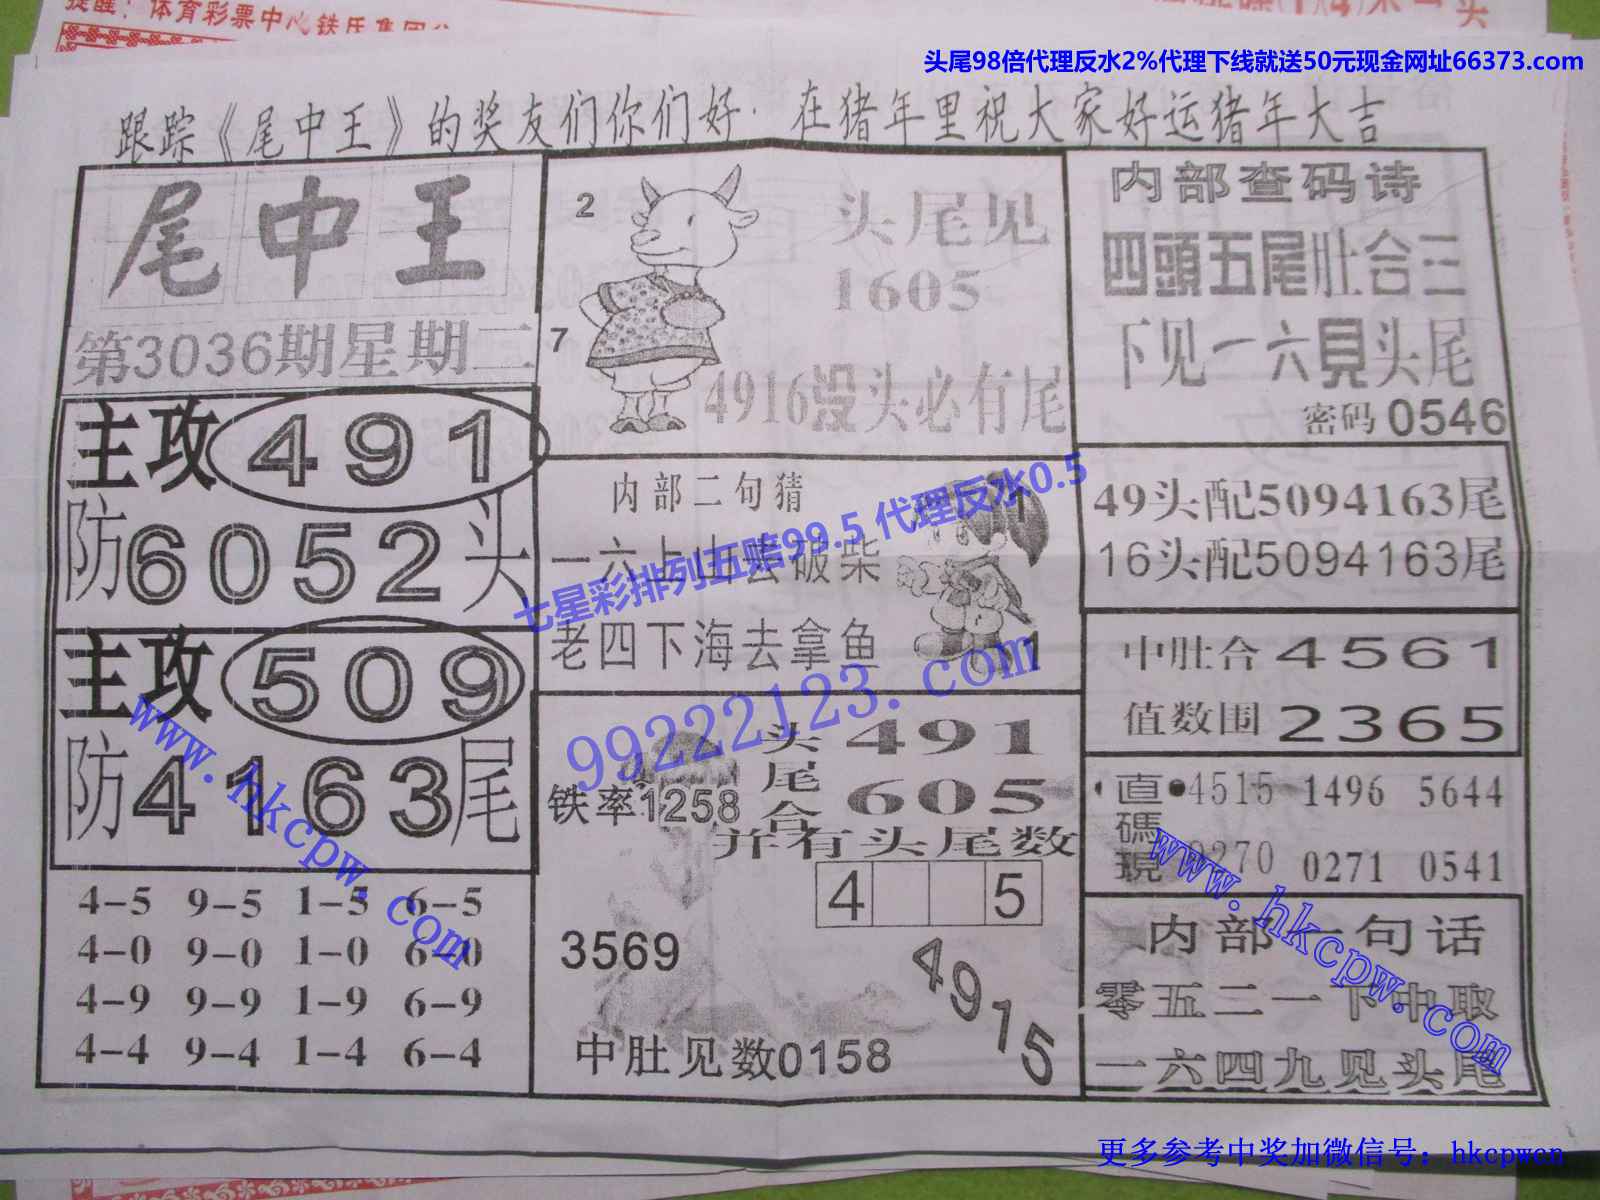 提醒：体育彩票中心
头尾98倍代理反水2%代理下线就送50元现金网址66373.com
跟踪《尾中王》的奖友们你们好·在猪年里祝大家好运猪年大吉
尾中王
第3036期星期二
主攻491
防6052头
主攻509
防4163尾
4-5 9-5 1-5 6-5
4-0 9-0 1-0 6-0
4-9 9-9 1-9 6-9
4-4 9-4 1-4 6-4
2
7
头尾见
1605
4916没头必有尾
内部二句猜
一六上山去破柴
老四下海去拿鱼
1
1
七星彩排列五赔99.5 代理反水0.5
99222123.com
头尾合
491
605
铁率1258
并有头尾数
4 5
3569
4915
中肚见数0158
内部查码诗
四頭五尾肚合三
下见一六見头尾
密码0546
49头配5094163尾
16头配5094163尾
中肚合4561
值数围2365
直碼現
4515 1496 5644
0270 0271 0541
内部一句话
零五二一下中取
一六四九见头尾
www.hkcpw.com
www.hkcpw.com
更多参考中奖加微信号：hkcpwcn